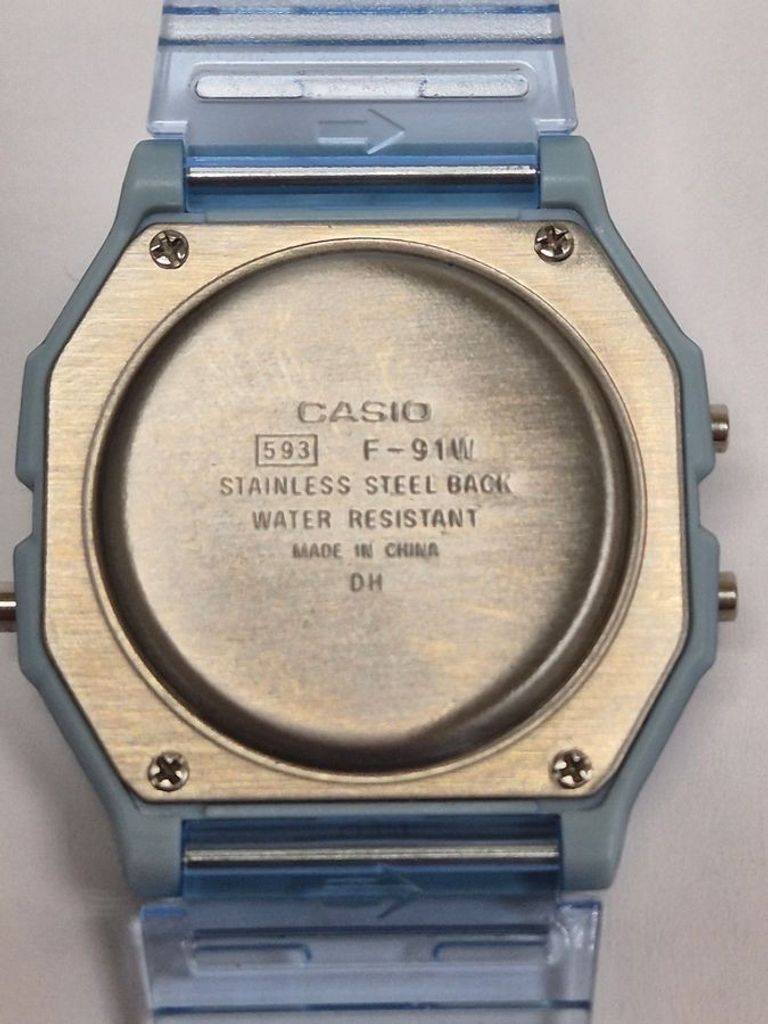 CASIO
593 F-91W
STAINLESS STEEL BACK
WATER RESISTANT
MADE IN CHINA
DH